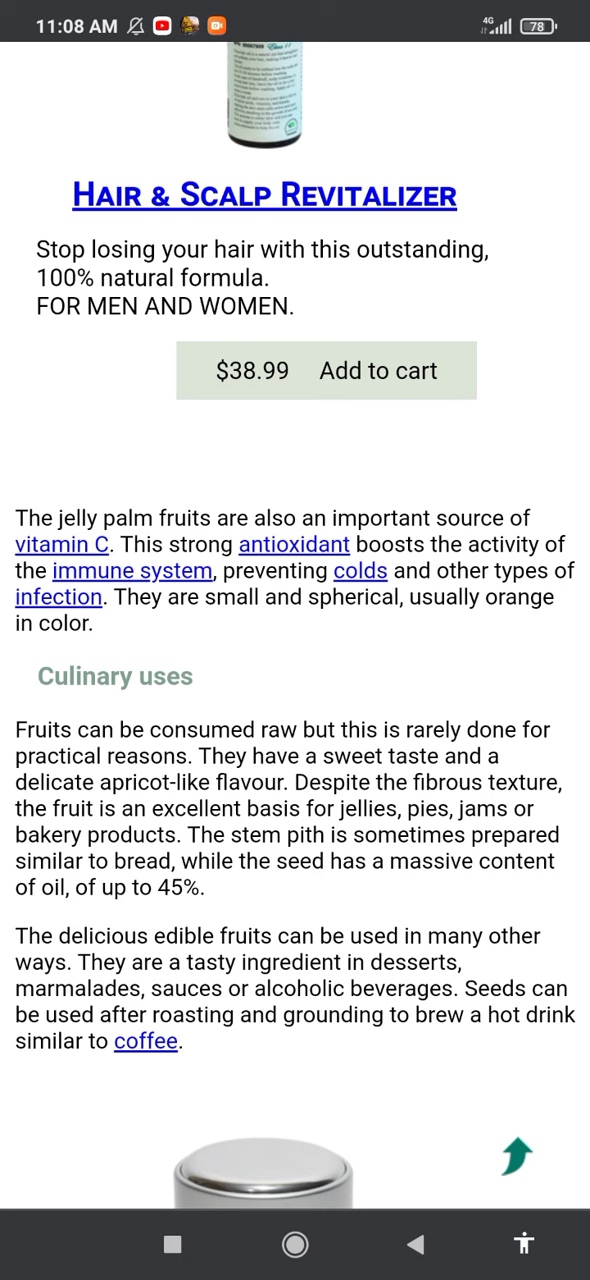 11:08 AM
4G
78
HAIR & SCALP REVITALIZER
Stop losing your hair with this outstanding,
100% natural formula.
FOR MEN AND WOMEN.
$38.99 Add to cart
The jelly palm fruits are also an important source of
vitamin C. This strong antioxidant boosts the activity of
the immune system, preventing colds and other types of
infection. They are small and spherical, usually orange
in color.
Culinary uses
Fruits can be consumed raw but this is rarely done for
practical reasons. They have a sweet taste and a
delicate apricot-like flavour. Despite the fibrous texture,
the fruit is an excellent basis for jellies, pies, jams or
bakery products. The stem pith is sometimes prepared
similar to bread, while the seed has a massive content
of oil, of up to 45%.
The delicious edible fruits can be used in many other
ways. They are a tasty ingredient in desserts,
marmalades, sauces or alcoholic beverages. Seeds can
be used after roasting and grounding to brew a hot drink
similar to coffee.